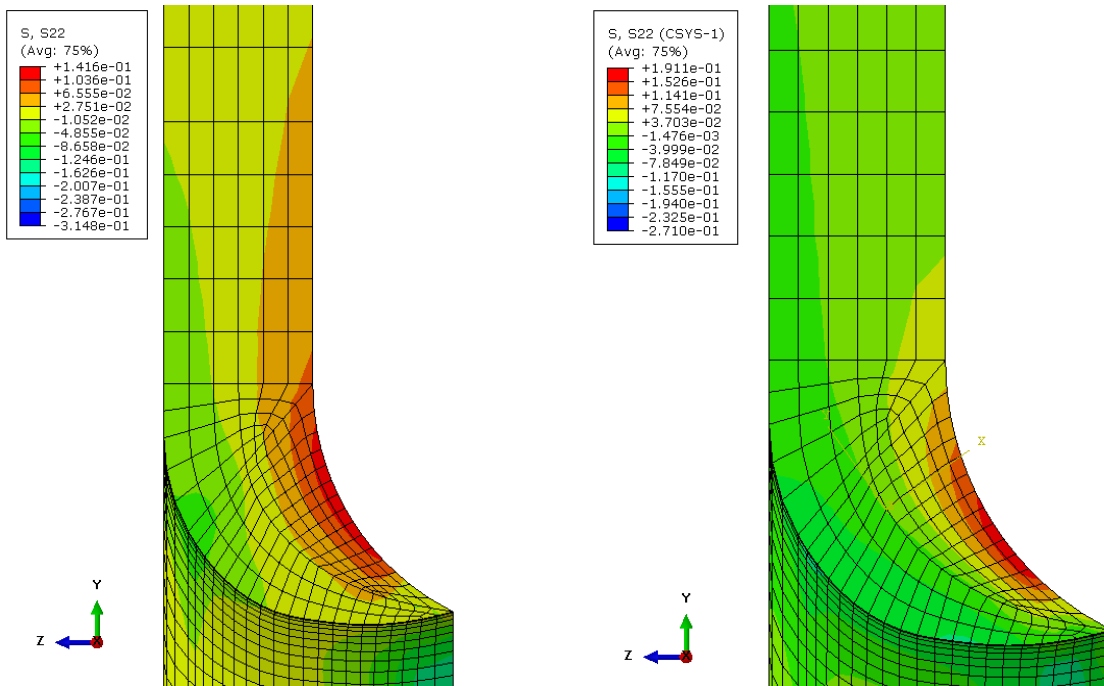 S, S22
(Avg: 75%)
+1.416e-01
+1.036e-01
+6.555e-02
+2.751e-02
-1.052e-02
-4.855e-02
-8.658e-02
-1.246e-01
-1.626e-01
-2.007e-01
-2.387e-01
-2.767e-01
-3.148e-01
Y
Z
X
S, S22 (CSYS-1)
(Avg: 75%)
+1.911e-01
+1.526e-01
+1.141e-01
+7.554e-02
+3.703e-02
-1.476e-03
-3.999e-02
-7.849e-02
-1.170e-01
-1.555e-01
-1.940e-01
-2.325e-01
-2.710e-01
X
Y
Z
X